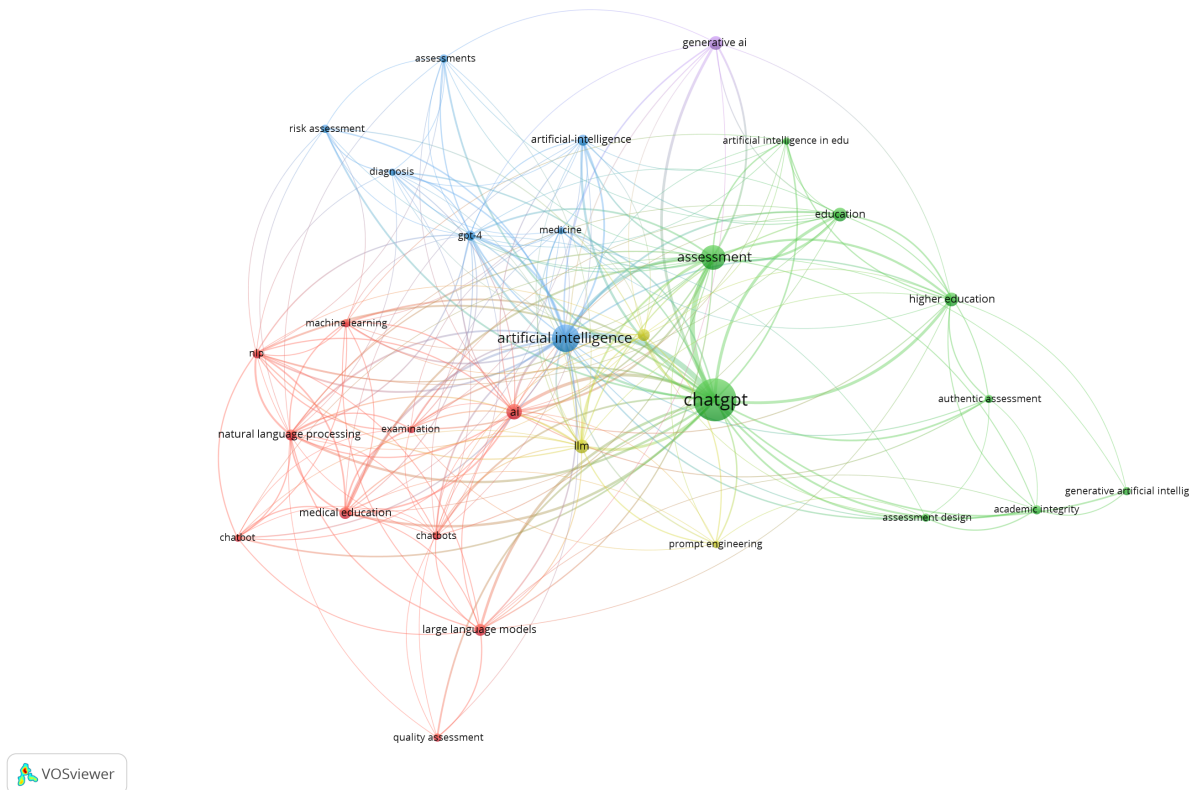 generative ai
assessments
risk assessment
artificial-intelligence
artificial intelligence in edu
diagnosis
education
gpt-4
medicine
assessment
higher education
machine learning
artificial intelligence
nlp
chatgpt
authentic assessment
ai
examination
natural language processing
llm
generative artificial intellig
academic integrity
medical education
assessment design
chatbot
chatbots
prompt engineering
large language models
quality assessment
VOSviewer